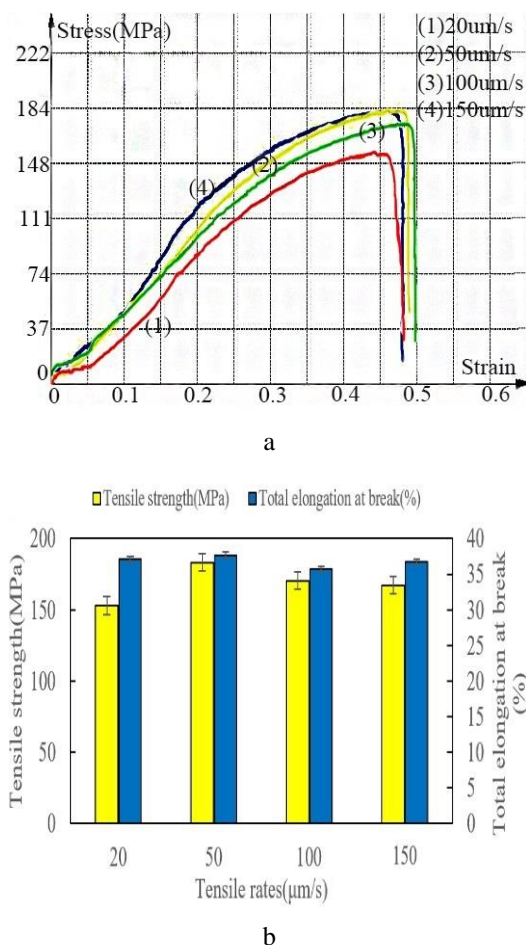 Stress(MPa)
(1)20um/s
(2)50um/s
(3)100um/s
(4)150um/s
222
184
148
111
74
37
0
(4)
(2)
(3)
(1)
Strain
0.1 0.2 0.3 0.4 0.5 0.6
a
Tensile strength(MPa) Total elongation at break(%)
Tensile strength(MPa)
200
150
100
50
0
40
35
30
25
20
15
10
5
0
Total elongation at break
(%)
20 50 100 150
Tensile rates(μm/s)
b